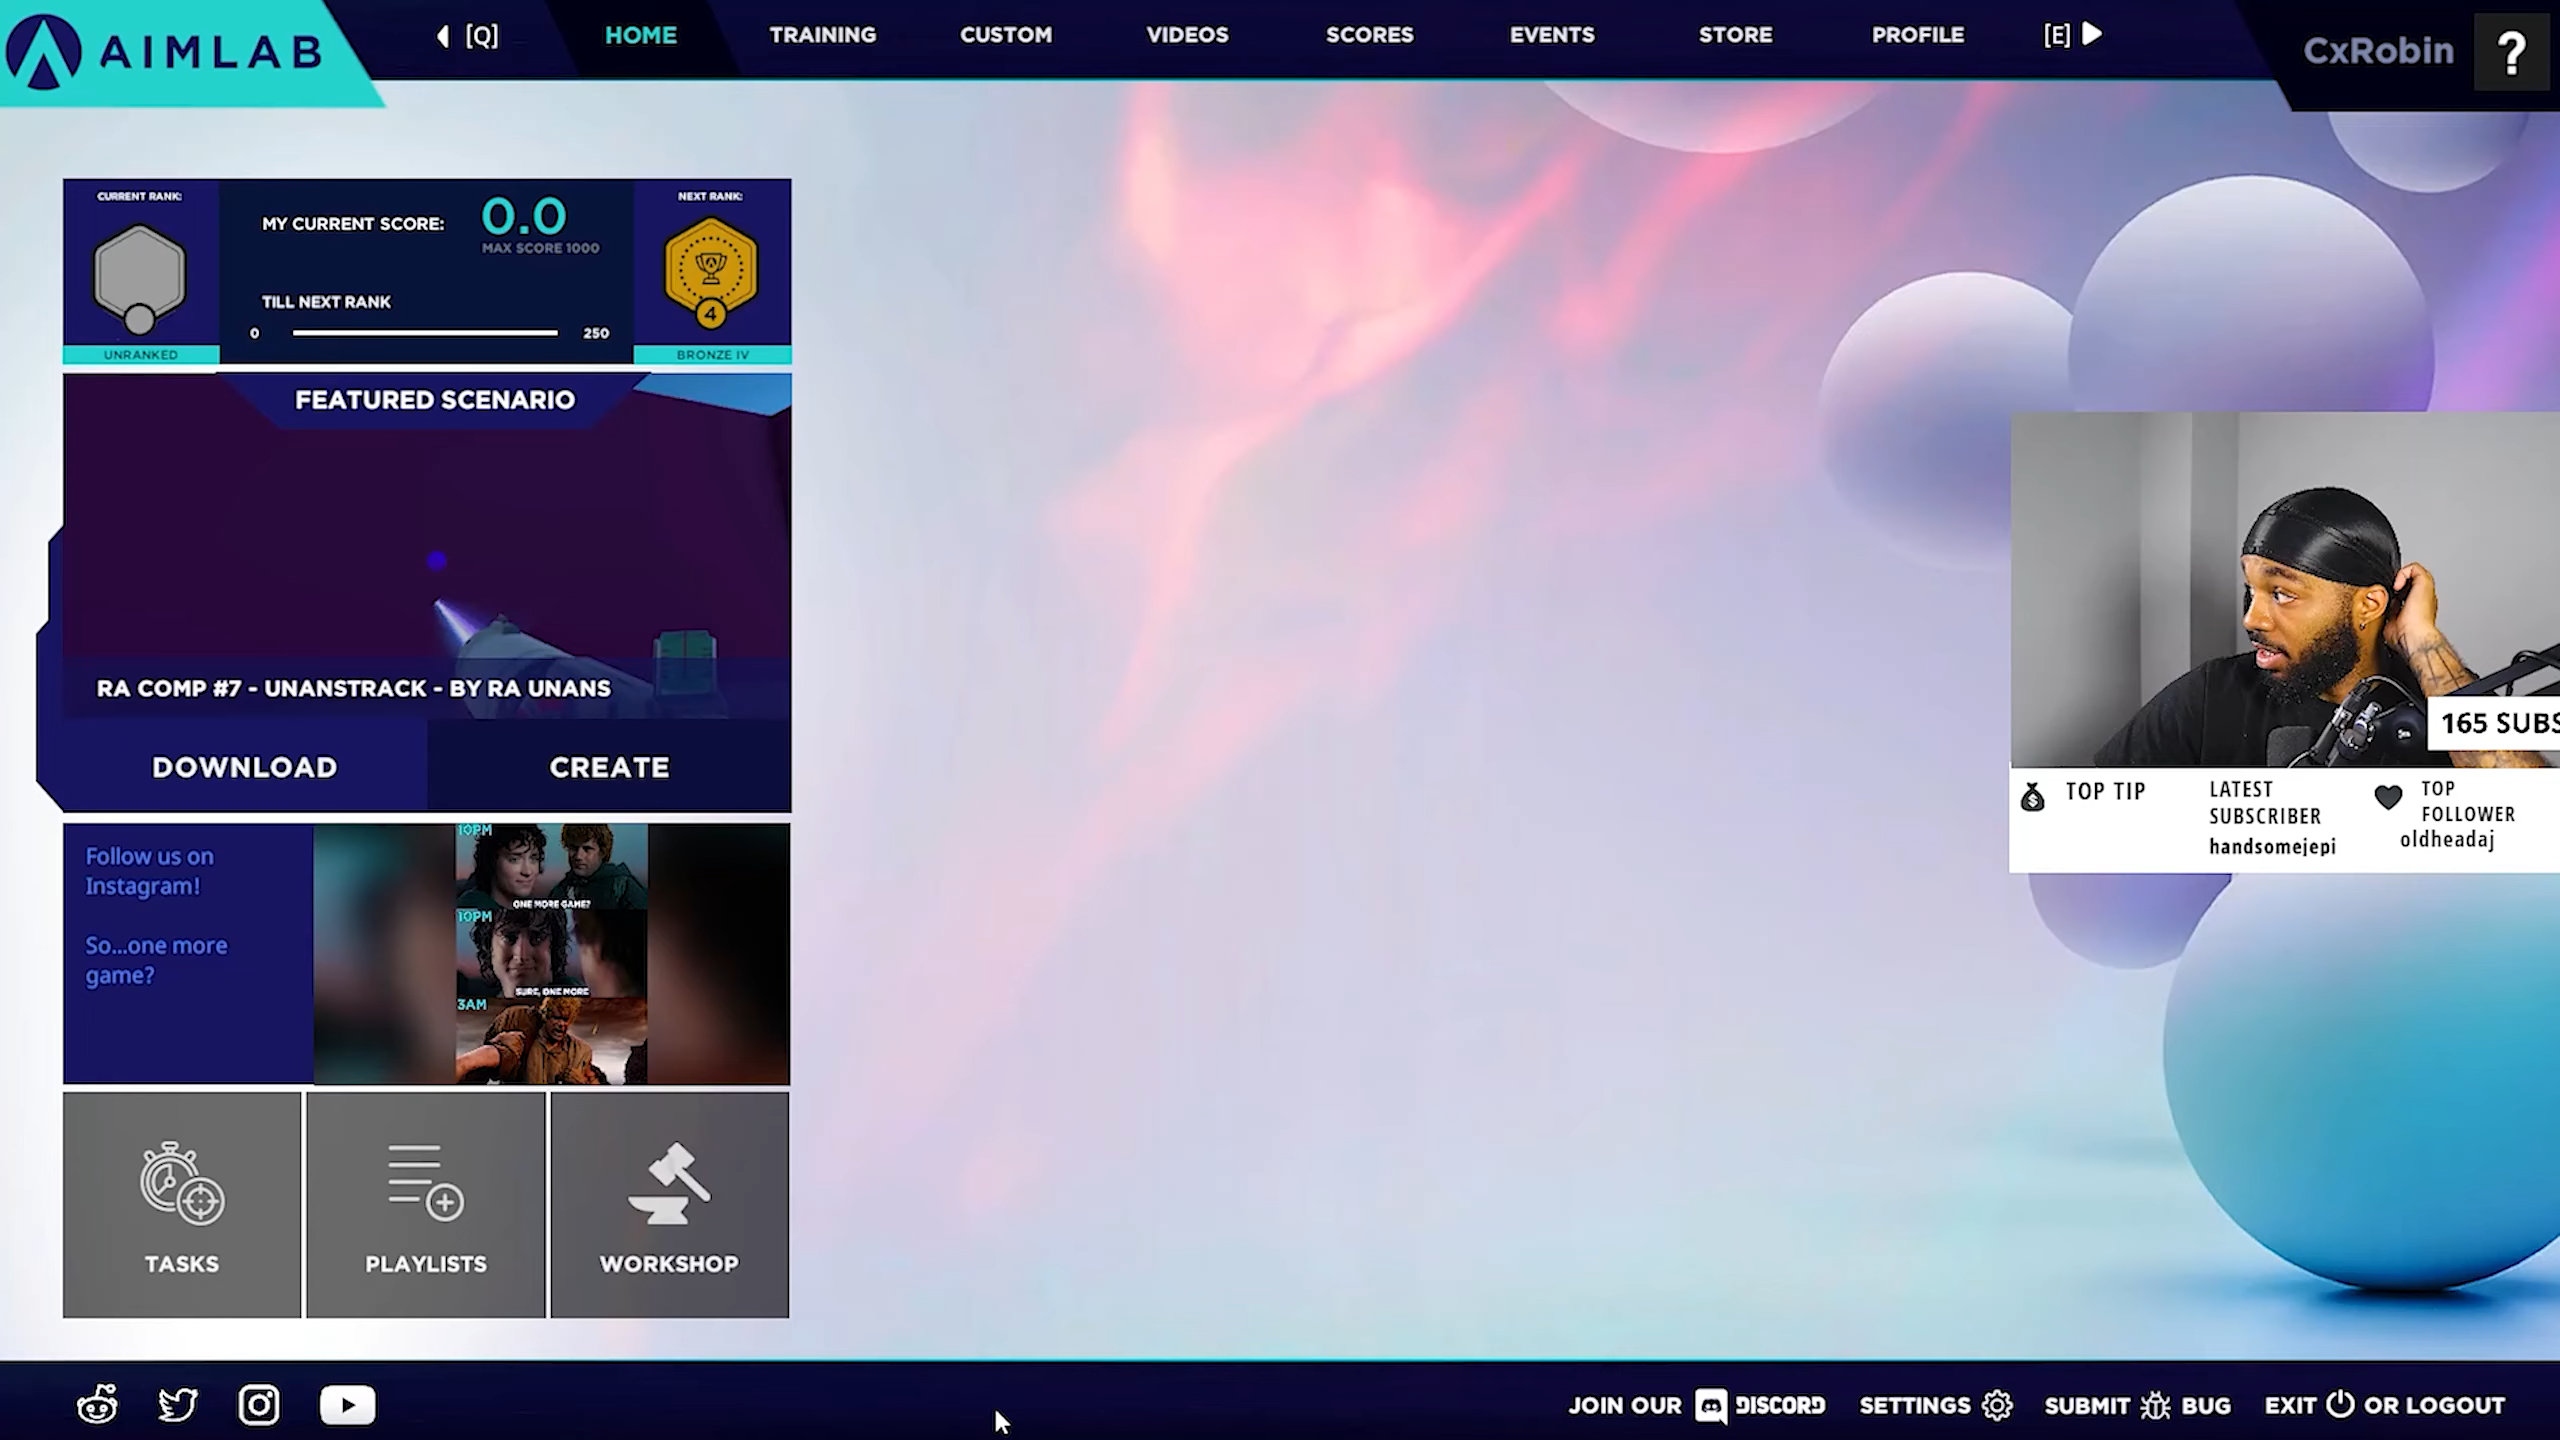 AIMLAB
[Q]
HOME
TRAINING
CUSTOM
VIDEOS
SCORES
EVENTS
STORE
PROFILE
[E]
CxRobin
?
CURRENT RANK:
UNRANKED
MY CURRENT SCORE:
0.0
MAX SCORE 1000
TILL NEXT RANK
0
250
NEXT RANK:
4
BRONZE IV
FEATURED SCENARIO
RA COMP #7 - UNANSTRACK - BY RA UNANS
DOWNLOAD
CREATE
Follow us on
Instagram!
So...one more
game?
10PM
ONE MORE GAME?
10PM
SURE, ONE MORE
3AM
TASKS
PLAYLISTS
WORKSHOP
165 SUBS
TOP TIP
LATEST
SUBSCRIBER
handsomejepi
TOP
FOLLOWER
oldheadaj
JOIN OUR DISCORD
SETTINGS
SUBMIT BUG
EXIT OR LOGOUT